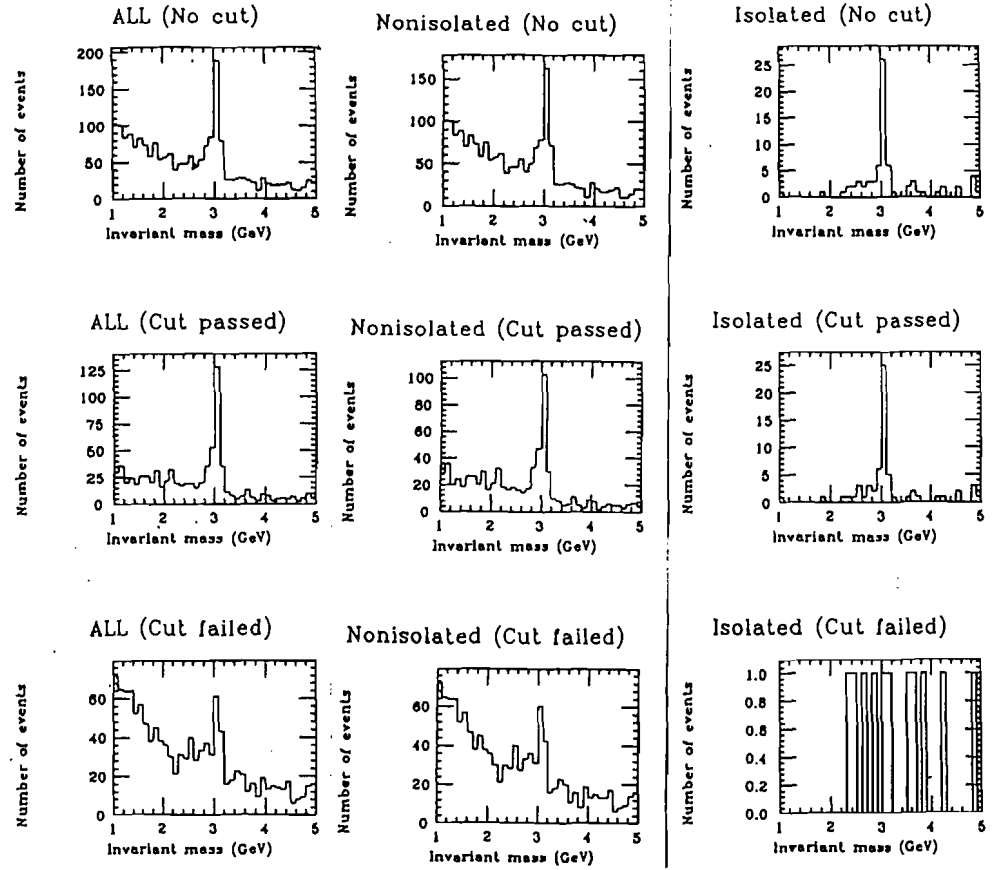 ALL (No cut)
Number of events
200
150
100
50
0
1 2 3 4 5
Invariant mass (GeV)
Nonisolated (No cut)
Number of events
150
100
50
0
1 2 3 4 5
Invariant mass (GeV)
Isolated (No cut)
Number of events
25
20
15
10
5
0
1 2 3 4 5
Invariant mass (GeV)
ALL (Cut passed)
Number of events
125
100
75
50
25
0
1 2 3 4 5
Invariant mass (GeV)
Nonisolated (Cut passed)
Number of events
100
80
60
40
20
0
1 2 3 4 5
Invariant mass (GeV)
Isolated (Cut passed)
Number of events
25
20
15
10
5
0
1 2 3 4 5
Invariant mass (GeV)
ALL (Cut failed)
Number of events
60
40
20
0
1 2 3 4 5
Invariant mass (GeV)
Nonisolated (Cut failed)
Number of events
60
40
20
0
1 2 3 4 5
Invariant mass (GeV)
Isolated (Cut failed)
Number of events
1.0
0.8
0.6
0.4
0.2
0.0
1 2 3 4 5
Invariant mass (GeV)